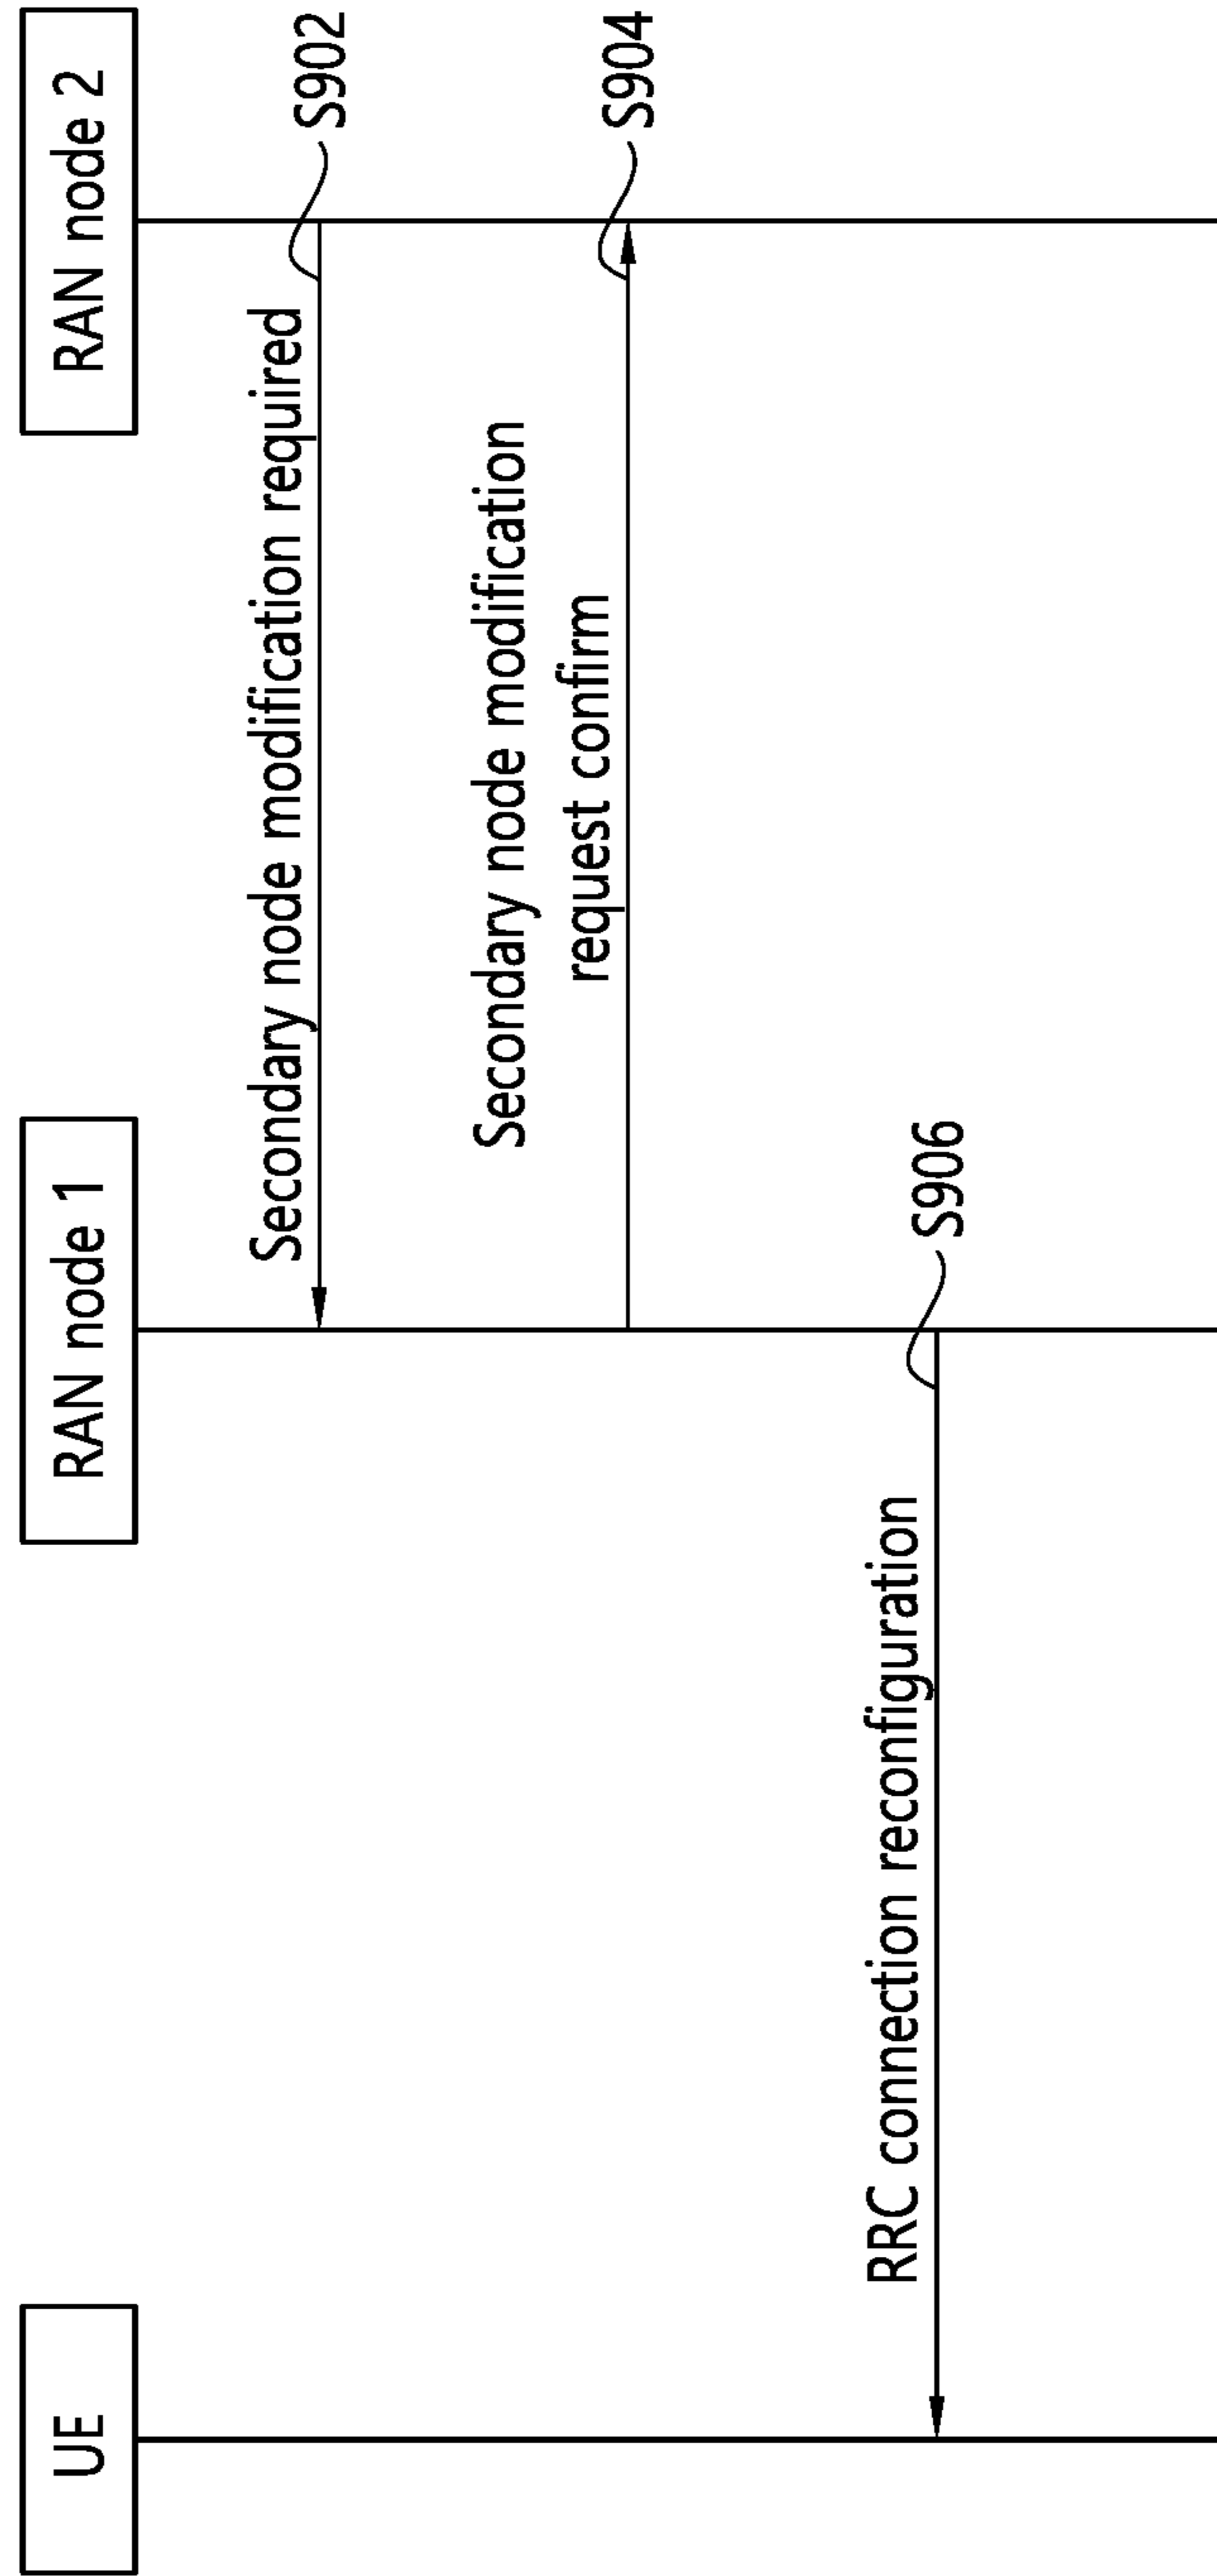 UE
RAN node 1
RAN node 2
Secondary node modification required
S902
Secondary node modification
request confirm
S904
RRC connection reconfiguration
S906